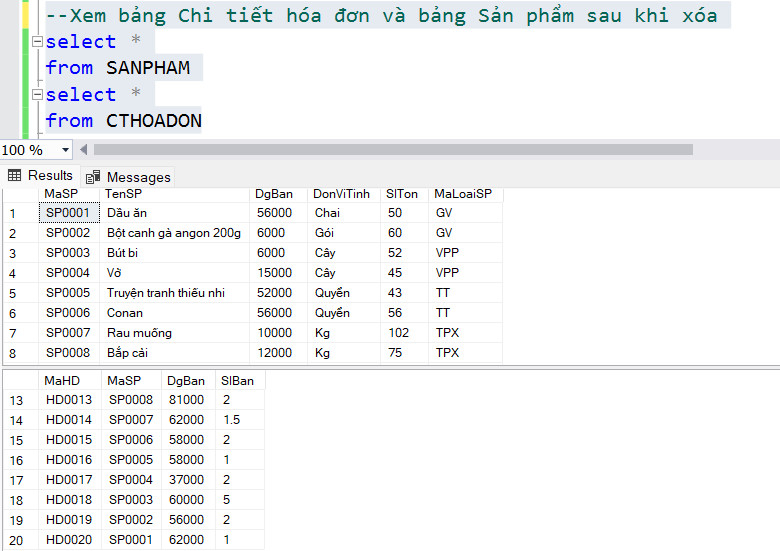 --Xem bảng Chi tiết hóa đơn và bảng Sản phẩm sau khi xóa
select *
from SANPHAM
select *
from CTHOADON
100 %
Results Messages
MaSP TenSP DgBan DonViTinh SlTon MaLoaiSP
1 SP0001 Dầu ăn 56000 Chai 50 GV
2 SP0002 Bột canh gà angon 200g 6000 Gói 60 GV
3 SP0003 Bút bi 6000 Cây 52 VPP
4 SP0004 Vở 15000 Cây 45 VPP
5 SP0005 Truyện tranh thiếu nhi 52000 Quyển 43 TT
6 SP0006 Conan 56000 Quyển 56 TT
7 SP0007 Rau muống 10000 Kg 102 TPX
8 SP0008 Bắp cải 12000 Kg 75 TPX
MaHD MaSP DgBan SlBan
13 HD0013 SP0008 81000 2
14 HD0014 SP0007 62000 1.5
15 HD0015 SP0006 58000 2
16 HD0016 SP0005 58000 1
17 HD0017 SP0004 37000 2
18 HD0018 SP0003 60000 5
19 HD0019 SP0002 56000 2
20 HD0020 SP0001 62000 1